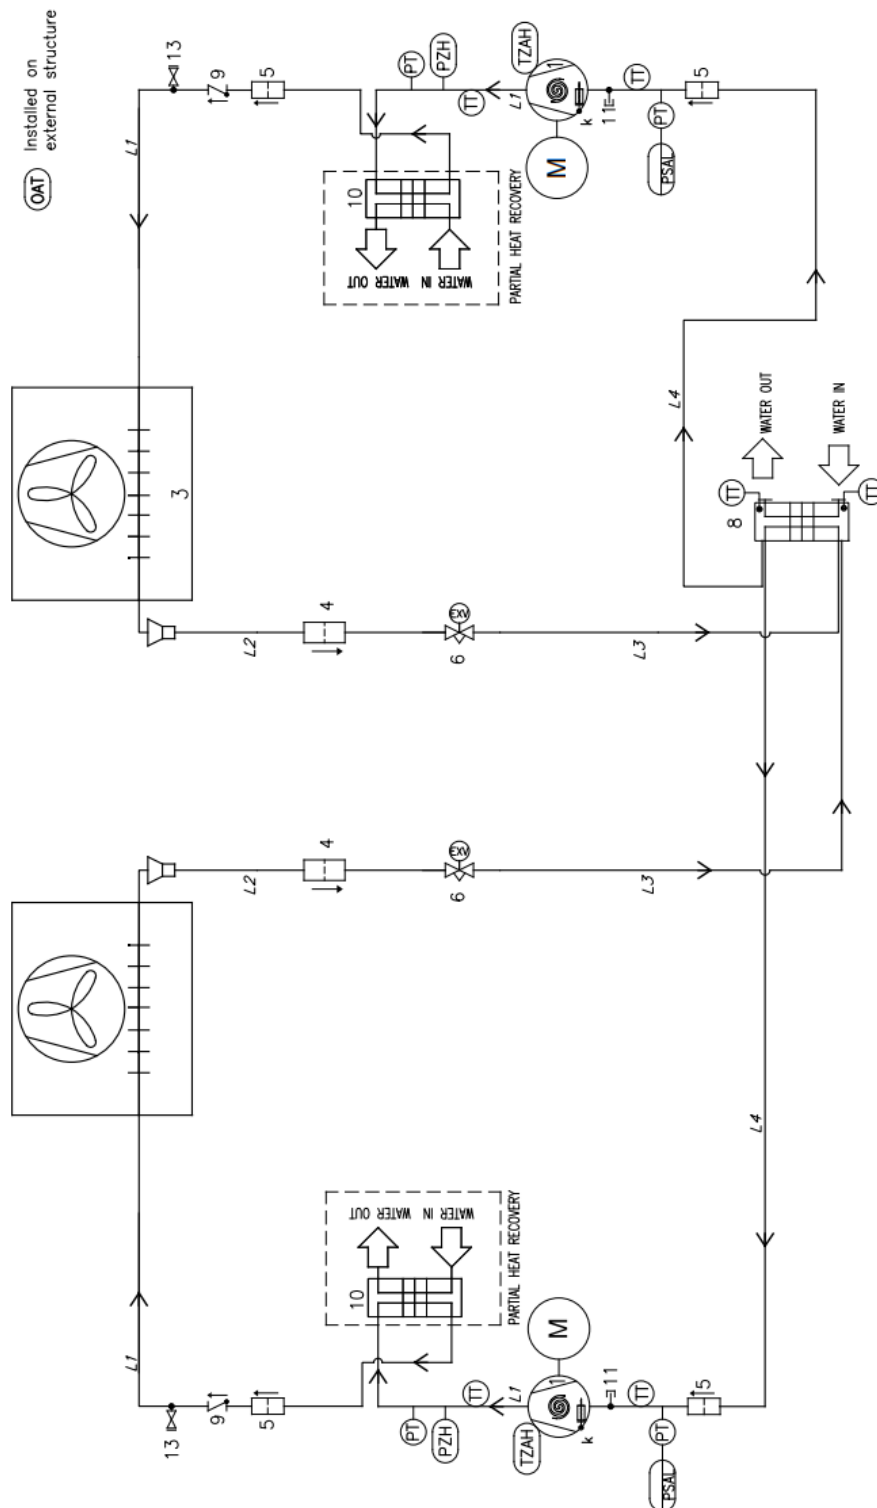 OAT
Installed on
external structure
13
9
5
L1
PT
PZH
TT
L1
TZAH
1
M
k
11
TT
PT
PSAL
5
10
WATER OUT
WATER IN
PARTIAL HEAT RECOVERY
3
L2
4
EXV
6
L3
L4
WATER OUT
WATER IN
TT
8
TT
L2
4
EXV
6
L3
L4
L1
13
9
5
10
WATER OUT
WATER IN
PARTIAL HEAT RECOVERY
PT
PZH
TT
L1
TZAH
1
M
k
11
TT
PT
PSAL
5